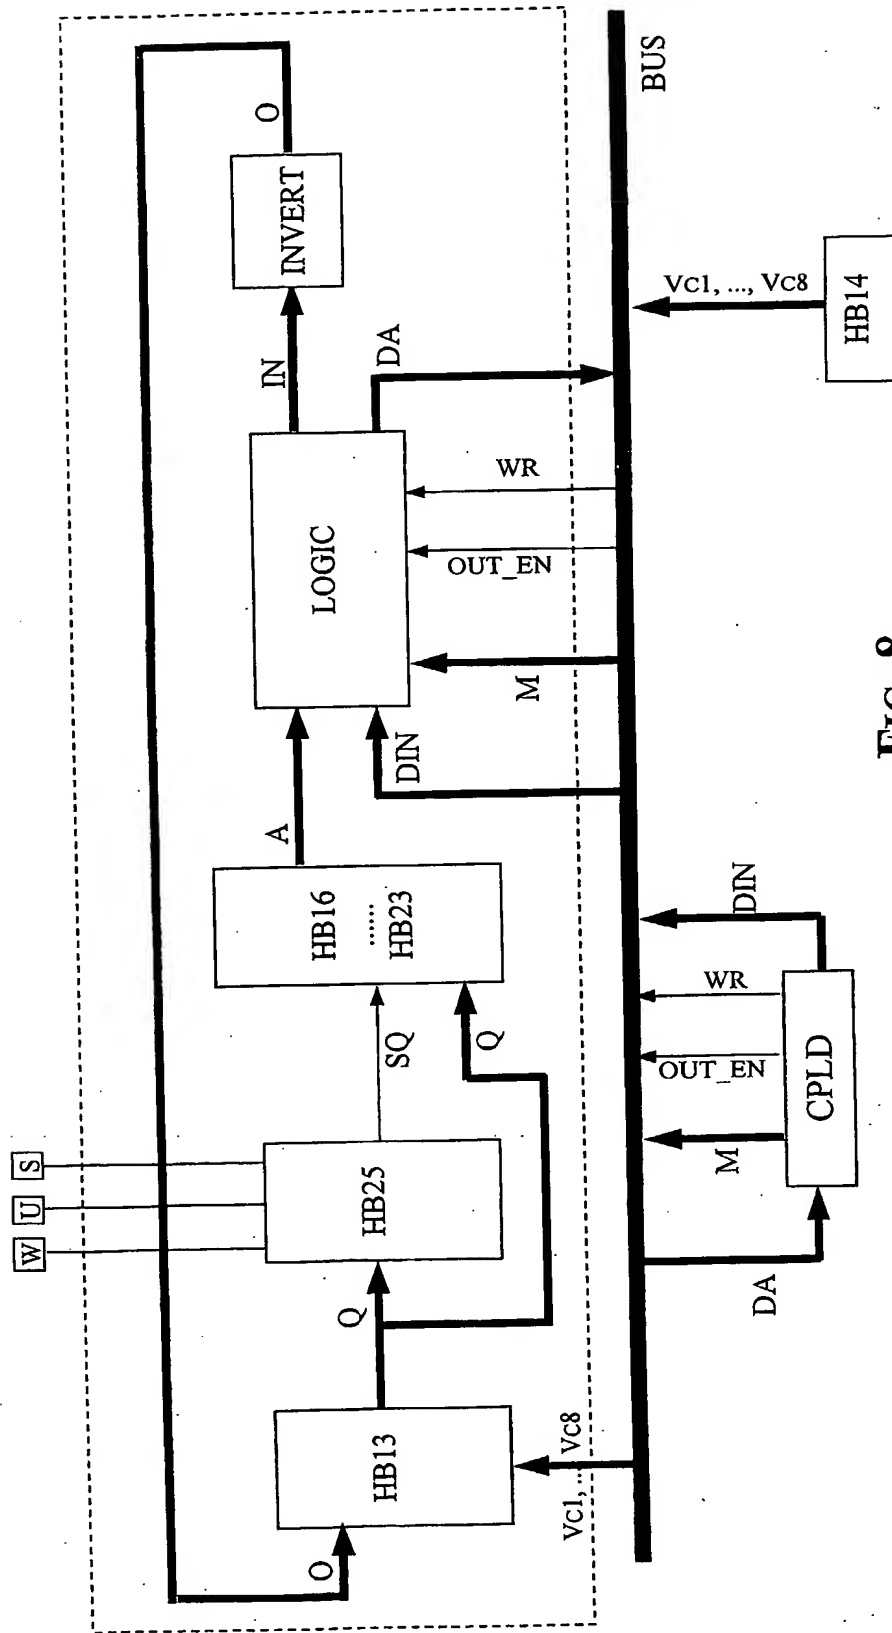 W
U
S
O
HB13
Vc1, ... Vc8
Q
HB25
SQ
Q
HB16
......
HB23
A
DIN
LOGIC
M
OUT_EN
WR
IN
DA
INVERT
O
BUS
DA
CPLD
M
OUT_EN
WR
DIN
HB14
Vc1, ..., Vc8
FIG. 8